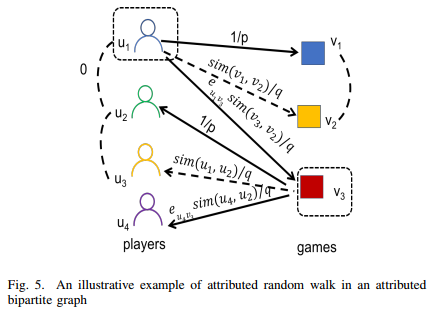 u1
1/p
v1
0
sim(v1, v2)/q
eu1v3 sim(v3, v2)/q
u2
1/p
v2
u3
sim(u1, u2)/q
v3
u4
eu4v3 sim(u4, u2)/q
players
games
Fig. 5. An illustrative example of attributed random walk in an attributed
bipartite graph